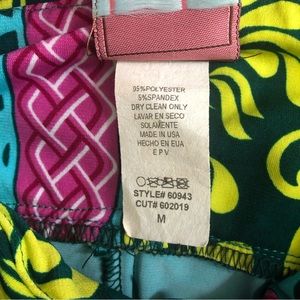 95% POLYESTER
5% SPANDEX
DRY CLEAN ONLY
LAVAR EN SECO
SOLAMENTE
MADE IN USA
HECHO EN EUA
E P V
STYLE# 60943
CUT# 602019
M